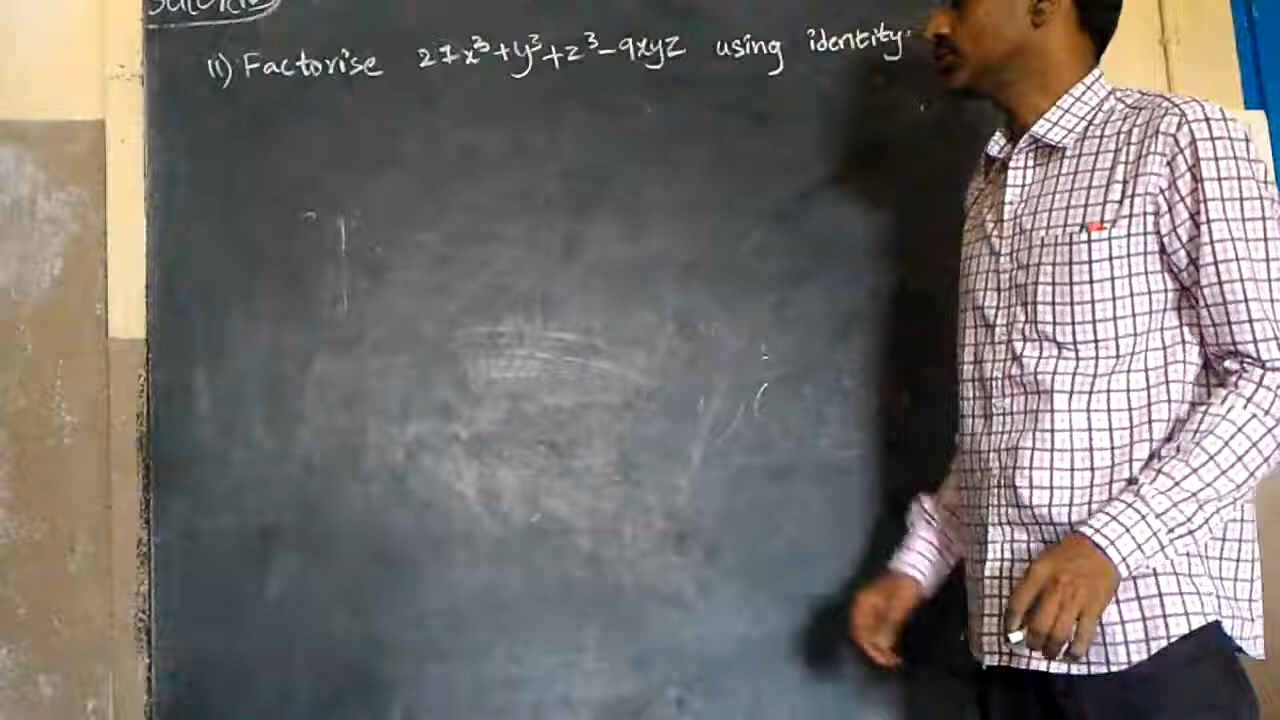 11) Factorise 27x³+y³+z³-9xyz using identity.